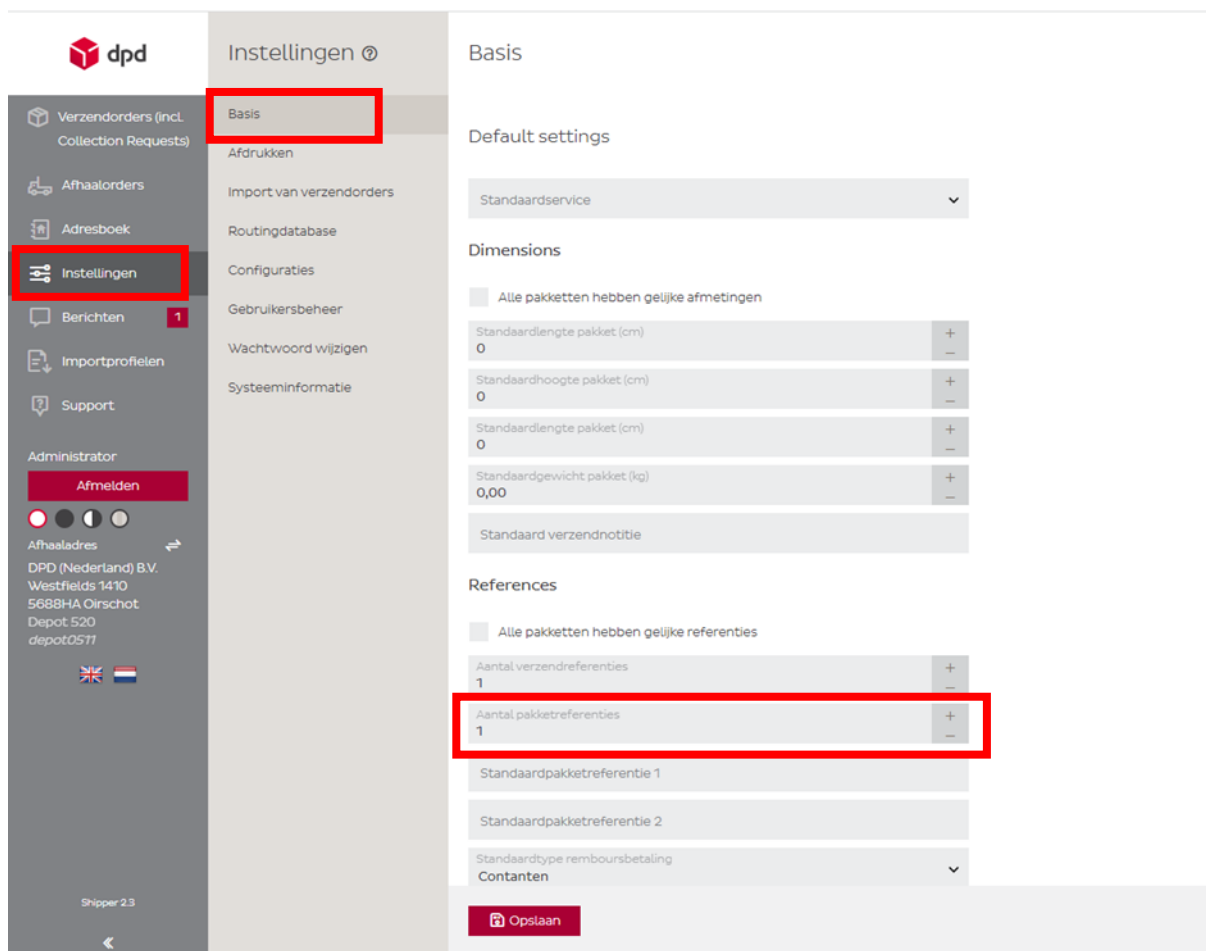 dpd
Verzendorders (incl.
Collection Requests)
Afhaalorders
Adresboek
Instellingen
Berichten 1
Importprofielen
Support
Administrator
Afmelden
Afhaaladres
DPD (Nederland) B.V.
Westfields 1410
5688HA Oirschot
Depot 520
depot0511
Shipper 2.3
Instellingen
Basis
Afdrukken
Import van verzendorders
Routingdatabase
Configuraties
Gebruikersbeheer
Wachtwoord wijzigen
Systeeminformatie
Basis
Default settings
Standaardservice
Dimensions
Alle pakketten hebben gelijke afmetingen
Standaardlengte pakket (cm)
0
Standaardhoogte pakket (cm)
0
Standaardlengte pakket (cm)
0
Standaardgewicht pakket (kg)
0,00
Standaard verzendnotitie
References
Alle pakketten hebben gelijke referenties
Aantal verzendreferenties
1
Aantal pakketreferenties
1
Standaardpakketreferentie 1
Standaardpakketreferentie 2
Standaardtype remboursbetaling
Contanten
Opslaan